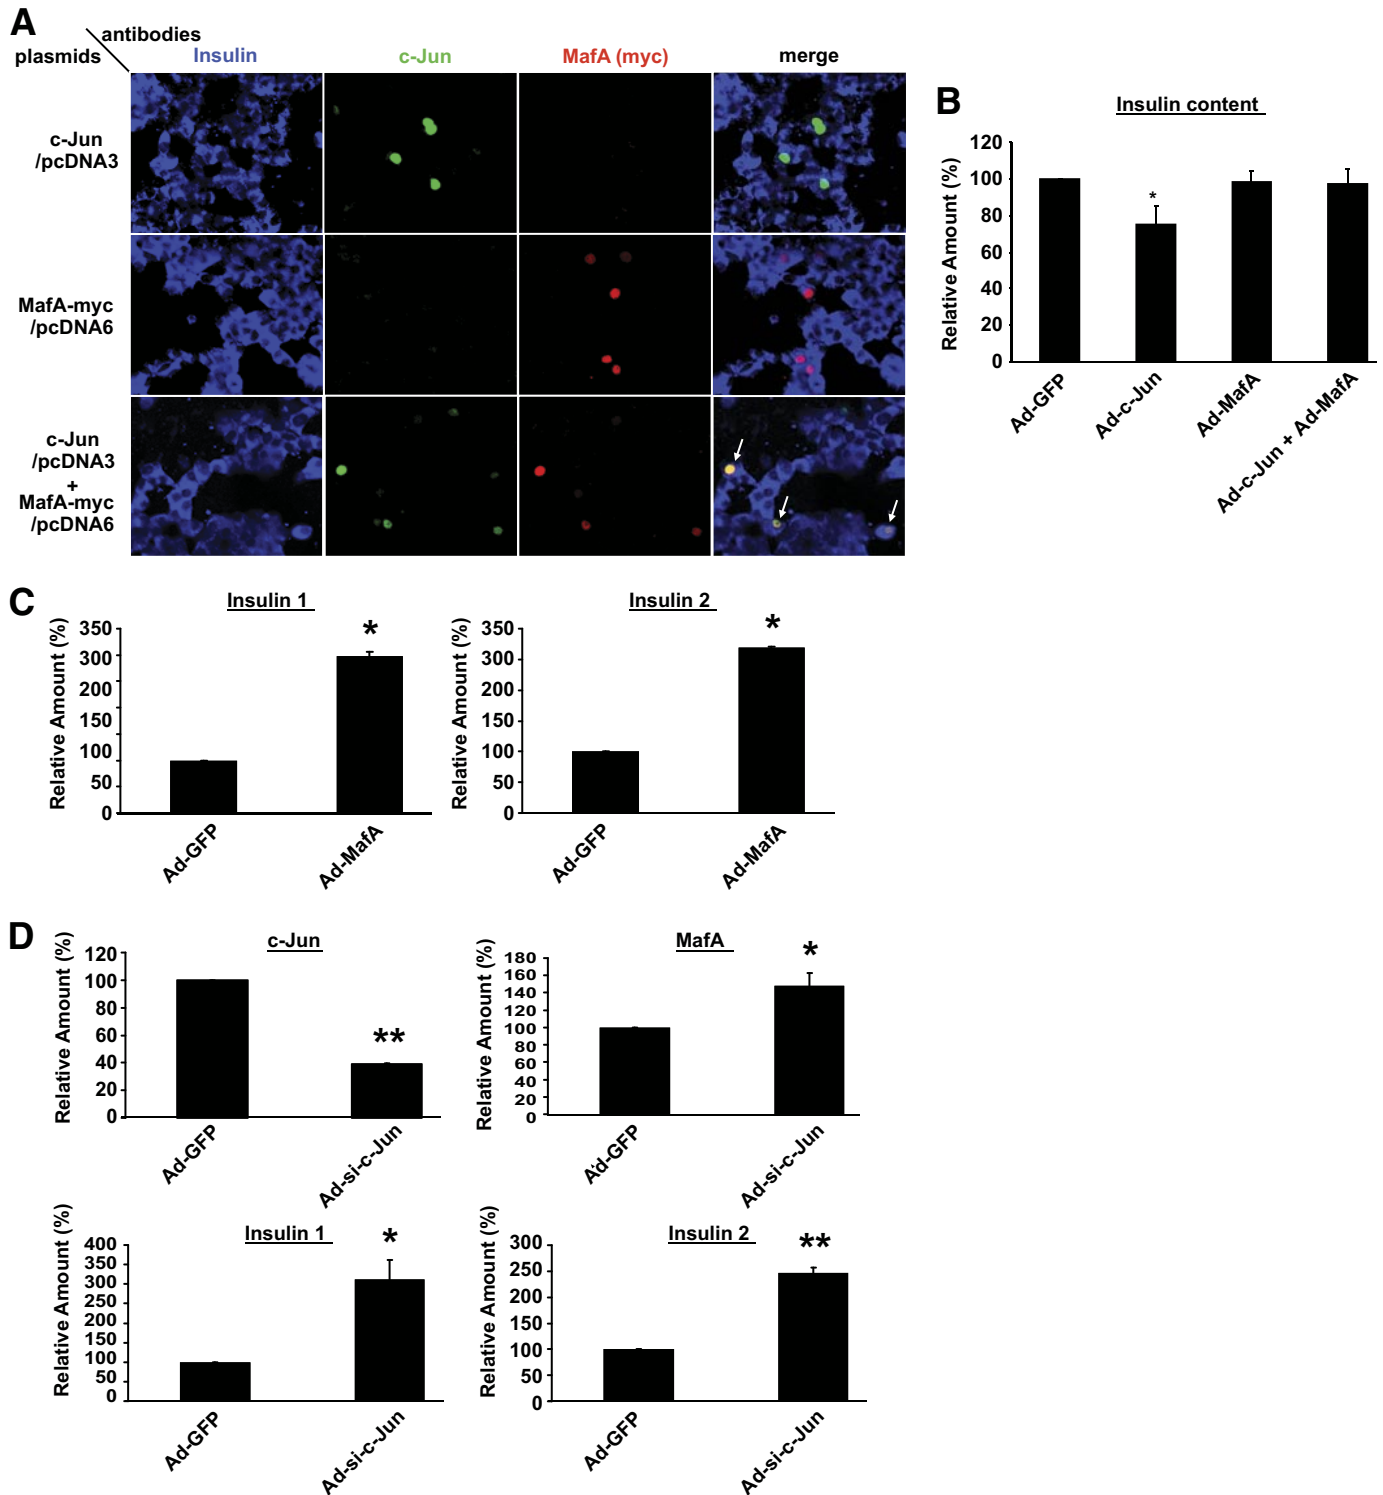 A
antibodies
plasmids
Insulin
c-Jun
MafA (myc)
merge
c-Jun
/pcDNA3
MafA-myc
/pcDNA6
c-Jun
/pcDNA3
+
MafA-myc
/pcDNA6
B
Insulin content
Relative Amount (%)
120
100
80
60
40
20
0
*
Ad-GFP
Ad-c-Jun
Ad-MafA
Ad-c-Jun + Ad-MafA
C
Insulin 1
Relative Amount (%)
350
300
200
150
100
50
0
*
Ad-GFP
Ad-MafA
Insulin 2
Relative Amount (%)
350
300
200
150
100
50
0
*
Ad-GFP
Ad-MafA
D
c-Jun
Relative Amount (%)
120
100
80
60
40
20
0
**
Ad-GFP
Ad-si-c-Jun
MafA
Relative Amount (%)
180
160
140
120
100
80
60
40
20
0
*
Ad-GFP
Ad-si-c-Jun
Insulin 1
Relative Amount (%)
400
350
300
250
200
150
100
50
0
*
Ad-GFP
Ad-si-c-Jun
Insulin 2
Relative Amount (%)
300
250
200
150
100
50
0
**
Ad-GFP
Ad-si-c-Jun